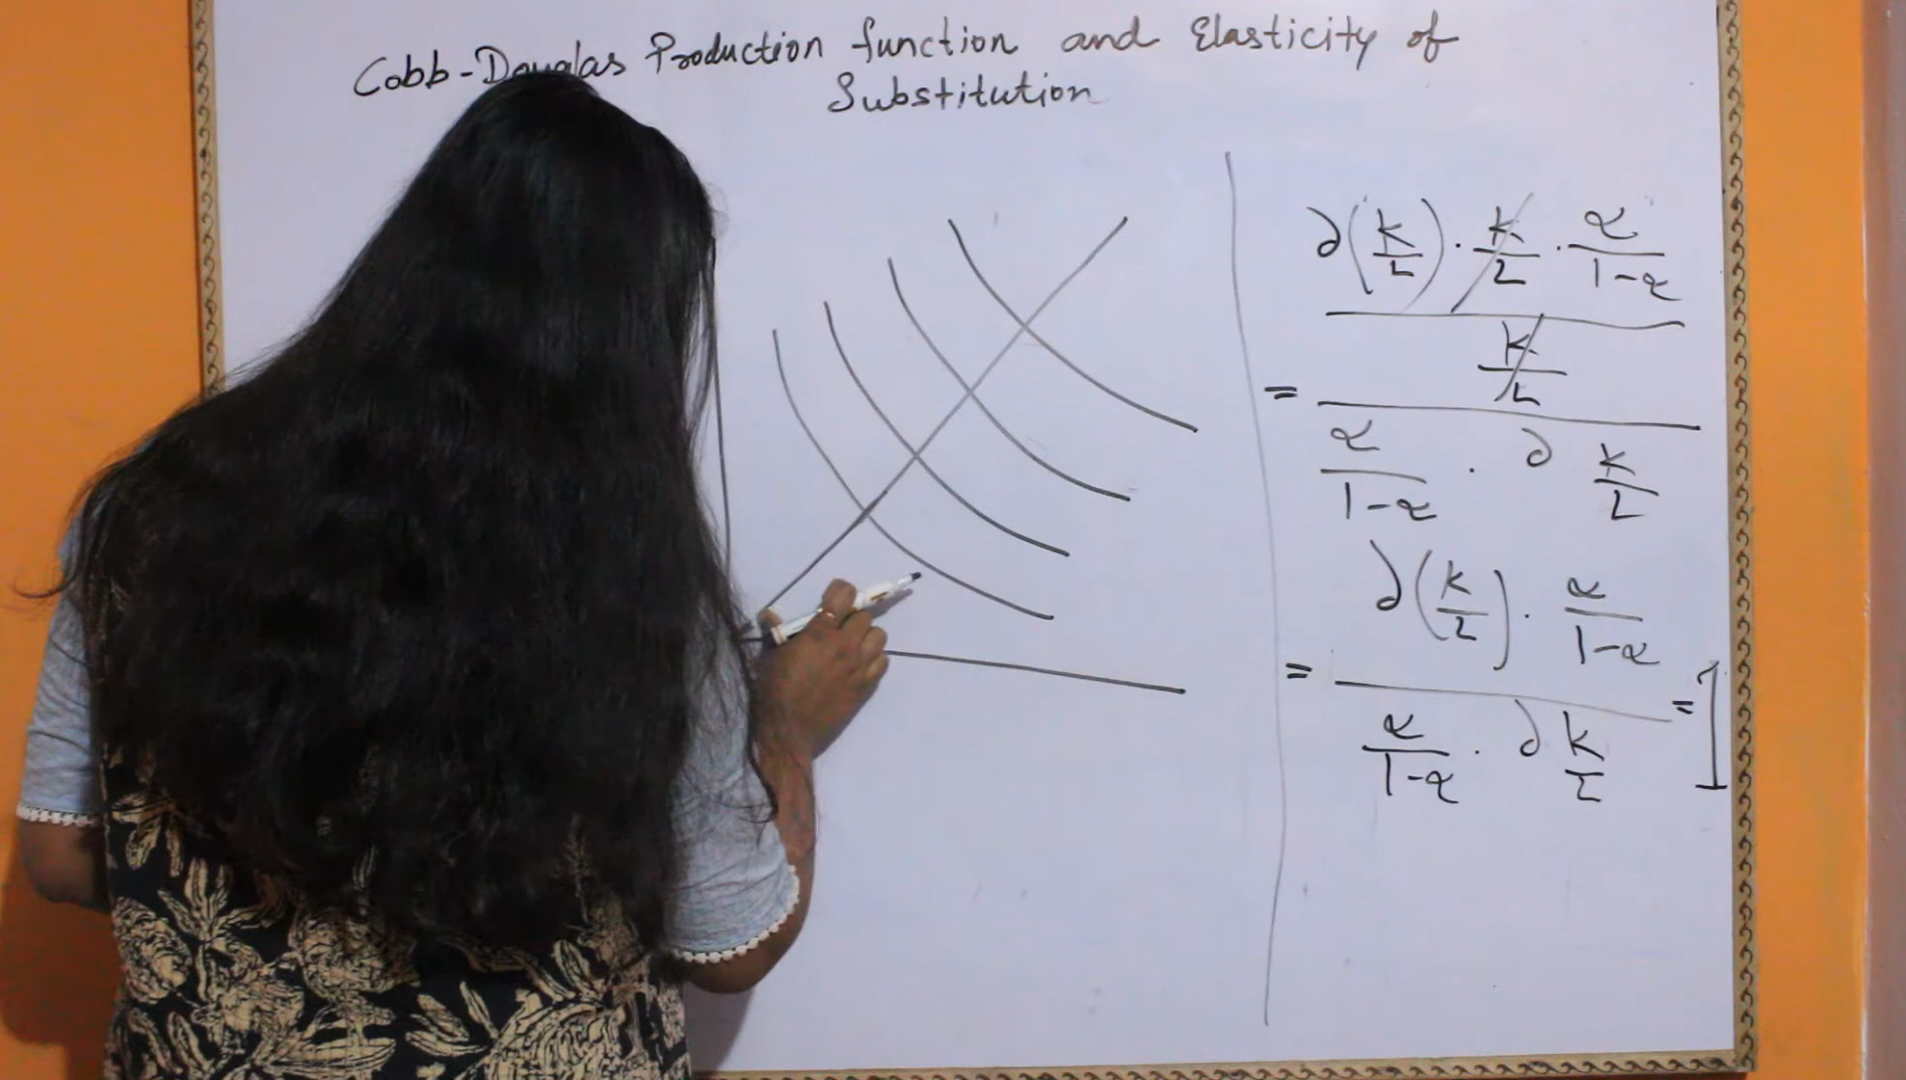 Cobb-Douglas Production function and Elasticity of
Substitution
∂(K/L) · K/L · α/(1-α)
K/L
=
α/(1-α) · ∂ K/L
∂(K/L) · α/(1-α)
= = 1
α/(1-α) · ∂ K/L